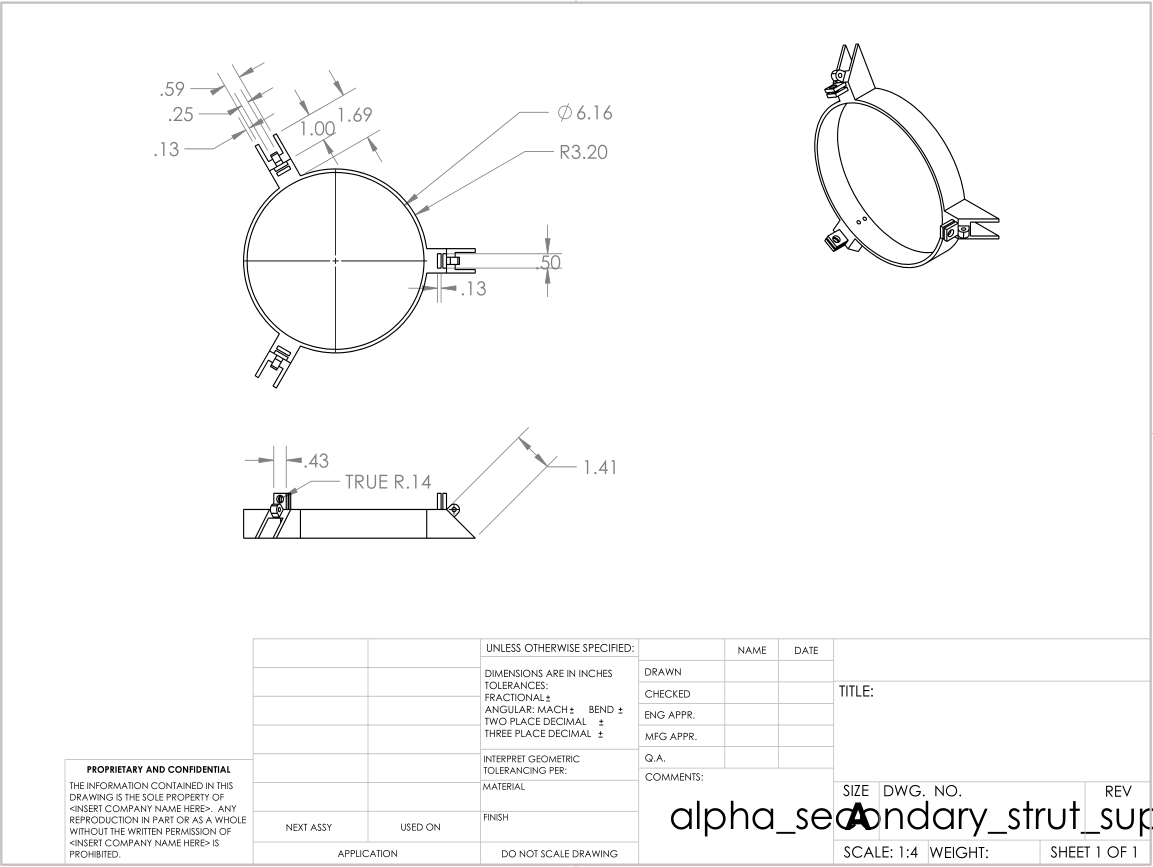 .59
.25
.13
1.69
1.00
∅6.16
R3.20
.50
.13
.43
TRUE R.14
1.41
UNLESS OTHERWISE SPECIFIED:
DIMENSIONS ARE IN INCHES
TOLERANCES:
FRACTIONAL ±
ANGULAR: MACH ± BEND ±
TWO PLACE DECIMAL ±
THREE PLACE DECIMAL ±
INTERPRET GEOMETRIC
TOLERANCING PER:
MATERIAL
FINISH
DO NOT SCALE DRAWING
NAME DATE
DRAWN
CHECKED
ENG APPR.
MFG APPR.
Q.A.
COMMENTS:
TITLE:
SIZE DWG. NO. REV
A
alpha_secondary_strut_sup
SCALE: 1:4 WEIGHT: SHEET 1 OF 1
PROPRIETARY AND CONFIDENTIAL
THE INFORMATION CONTAINED IN THIS
DRAWING IS THE SOLE PROPERTY OF
<INSERT COMPANY NAME HERE>. ANY
REPRODUCTION IN PART OR AS A WHOLE
WITHOUT THE WRITTEN PERMISSION OF
<INSERT COMPANY NAME HERE> IS
PROHIBITED.
NEXT ASSY USED ON
APPLICATION